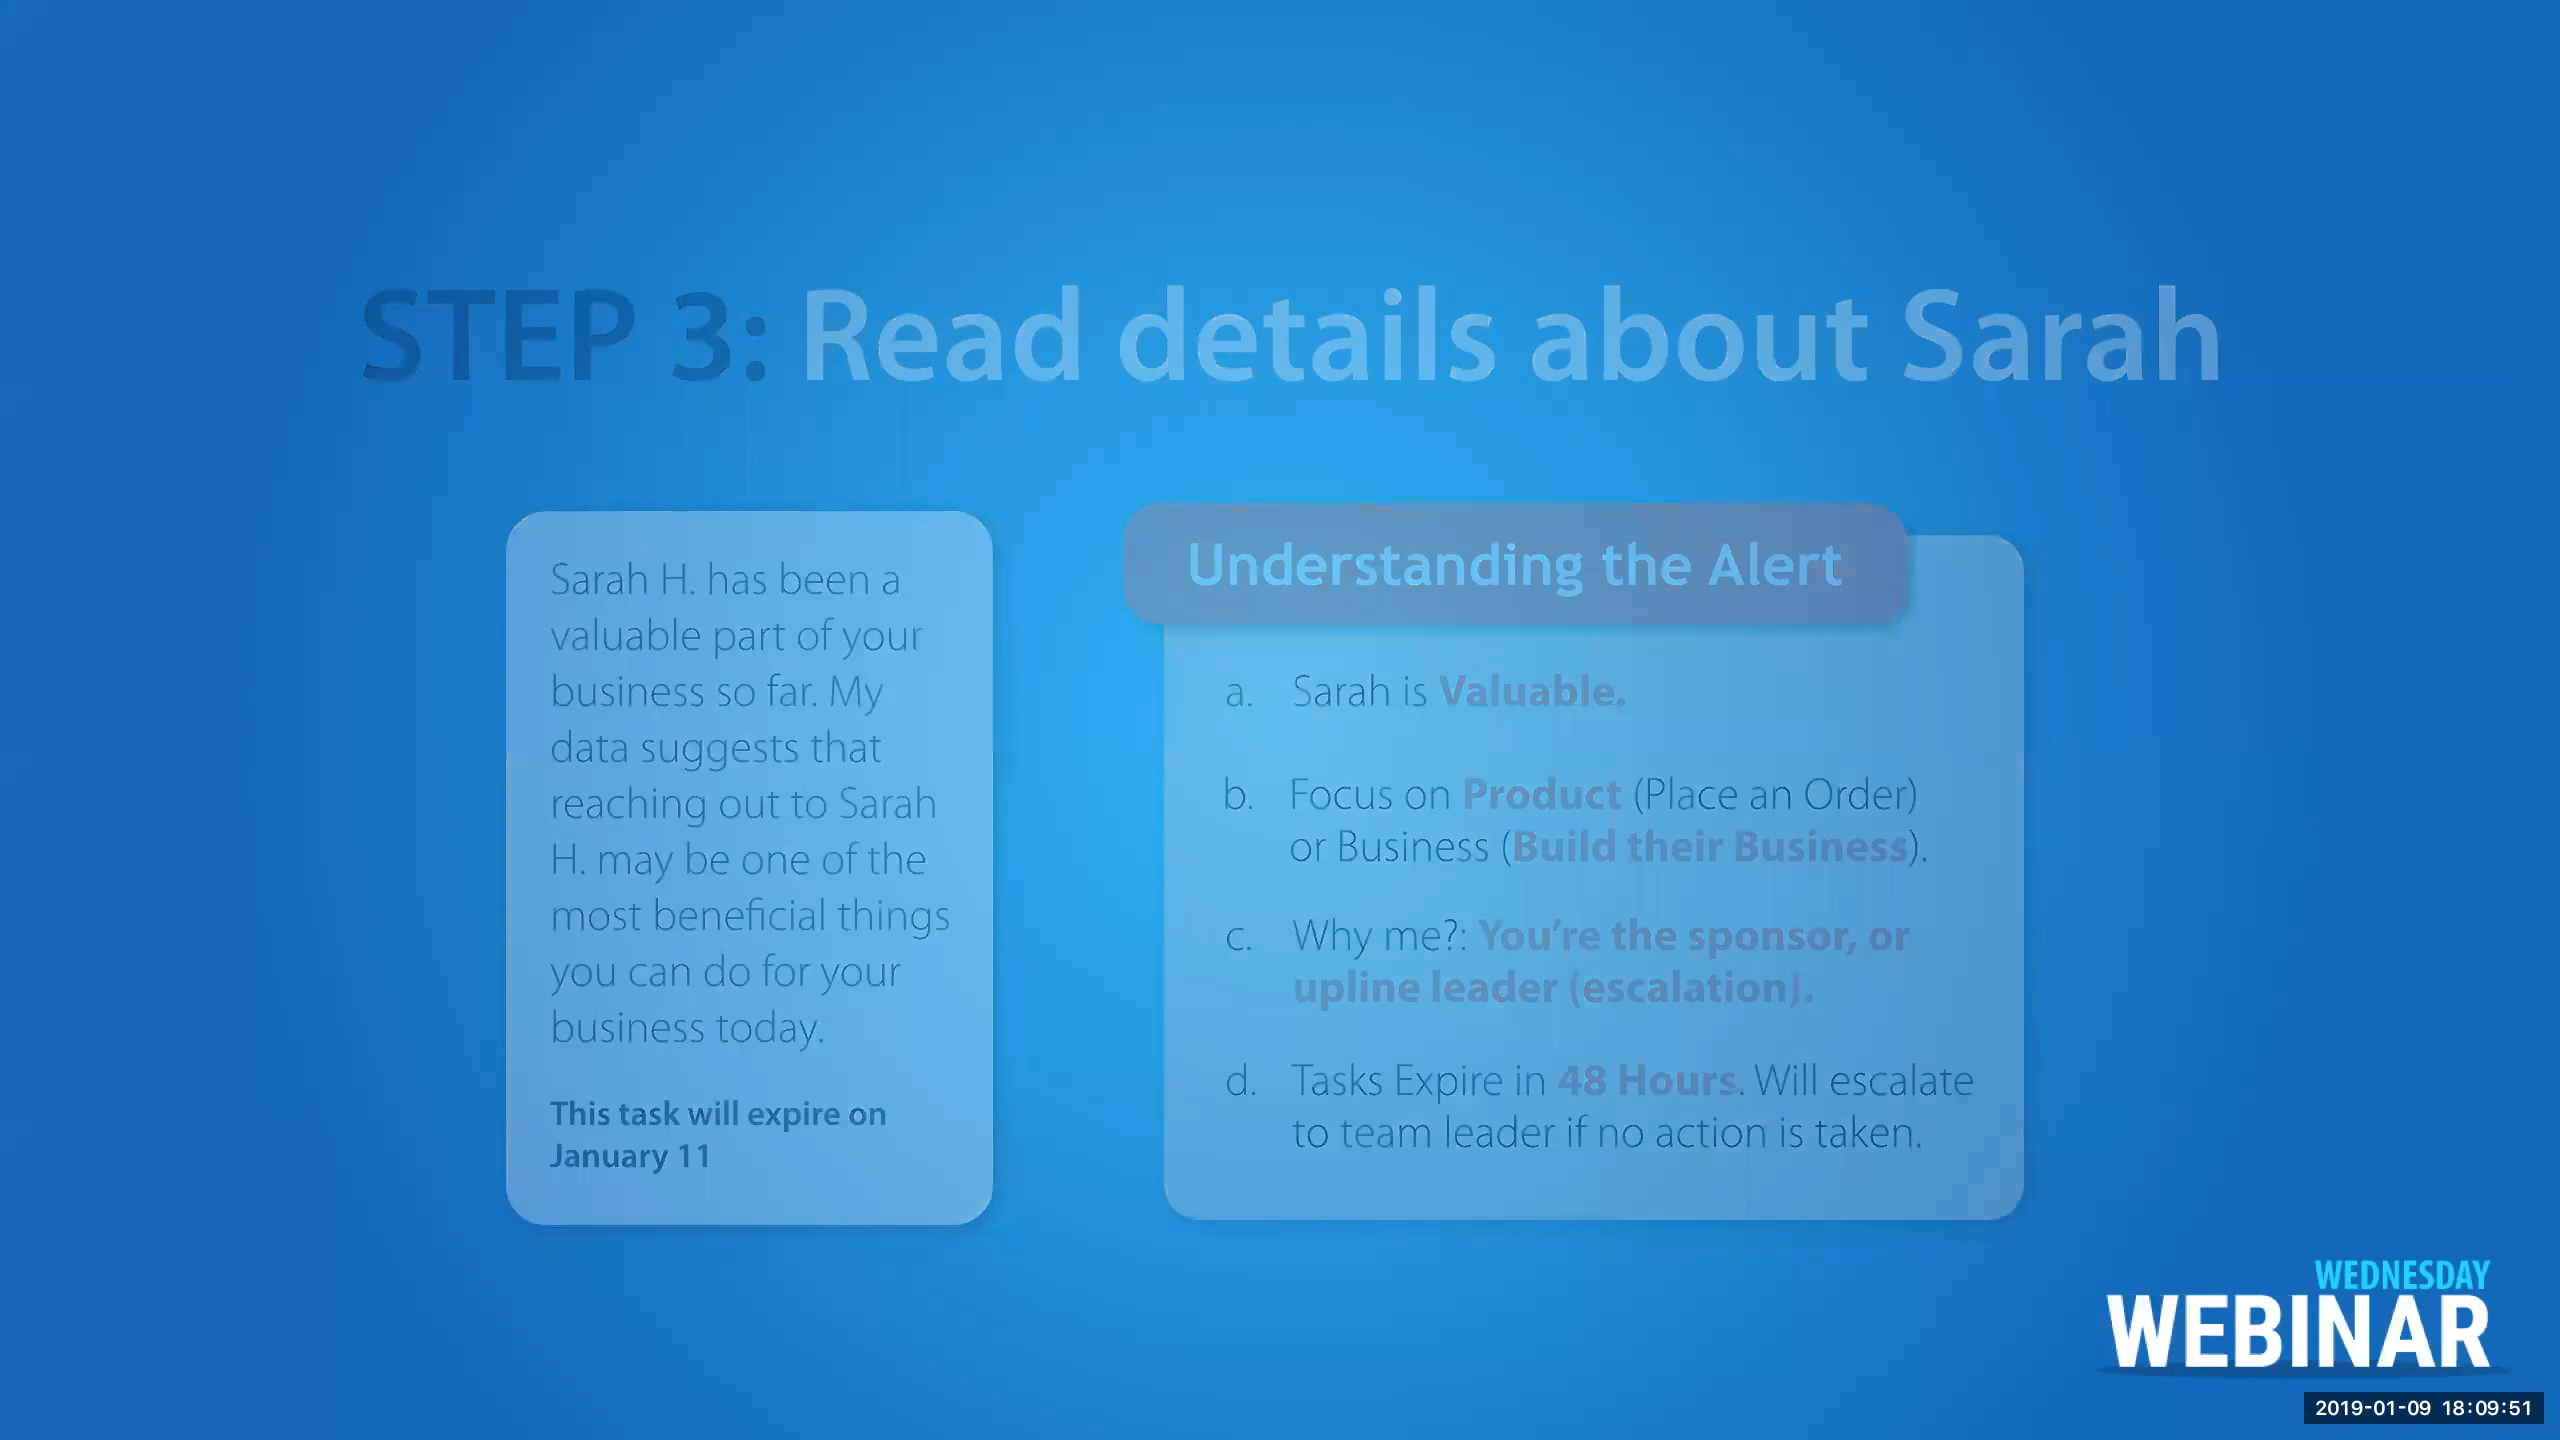 STEP 3: Read details about Sarah
Sarah H. has been a
valuable part of your
business so far. My
data suggests that
reaching out to Sarah
H. may be one of the
most beneficial things
you can do for your
business today.
This task will expire on
January 11
Understanding the Alert
a. Sarah is Valuable.
b. Focus on Product (Place an Order)
or Business (Build their Business).
c. Why me?: You’re the sponsor, or
upline leader (escalation).
d. Tasks Expire in 48 Hours. Will escalate
to team leader if no action is taken.
WEDNESDAY
WEBINAR
2019-01-09 18:09:51